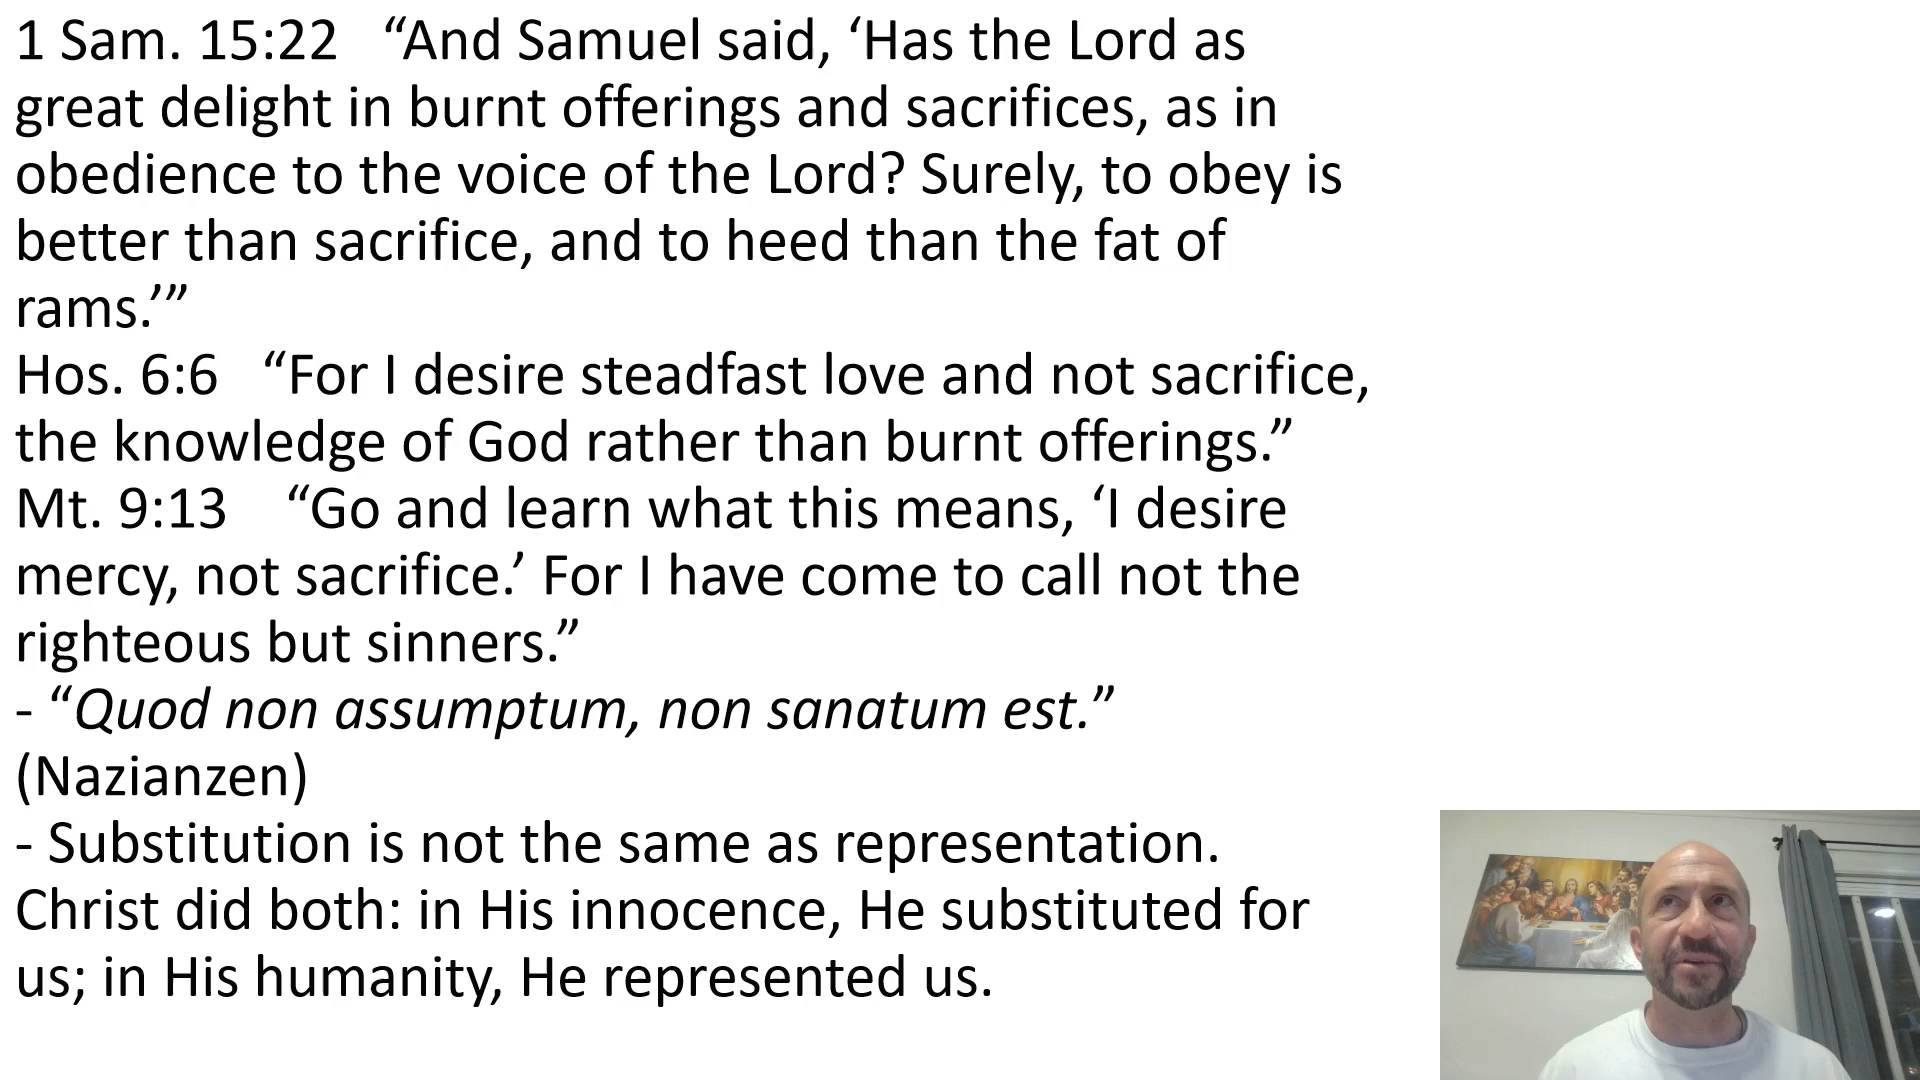 1 Sam. 15:22   “And Samuel said, ‘Has the Lord as
great delight in burnt offerings and sacrifices, as in
obedience to the voice of the Lord? Surely, to obey is
better than sacrifice, and to heed than the fat of
rams.’”
Hos. 6:6   “For I desire steadfast love and not sacrifice,
the knowledge of God rather than burnt offerings.”
Mt. 9:13    “Go and learn what this means, ‘I desire
mercy, not sacrifice.’ For I have come to call not the
righteous but sinners.”
- “Quod non assumptum, non sanatum est.”
(Nazianzen)
- Substitution is not the same as representation.
Christ did both: in His innocence, He substituted for
us; in His humanity, He represented us.